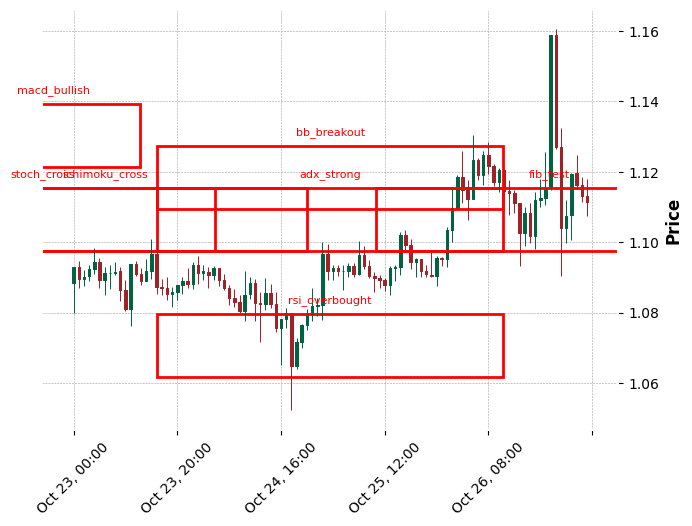 1.16
macd_bullish
1.14
bb_breakout
stoch_cross
ichimoku_cross
adx_strong
fib_test
1.12
Price
1.10
rsi_overbought
1.08
1.06
Oct 23, 00:00
Oct 23, 20:00
Oct 24, 16:00
Oct 25, 12:00
Oct 26, 08:00